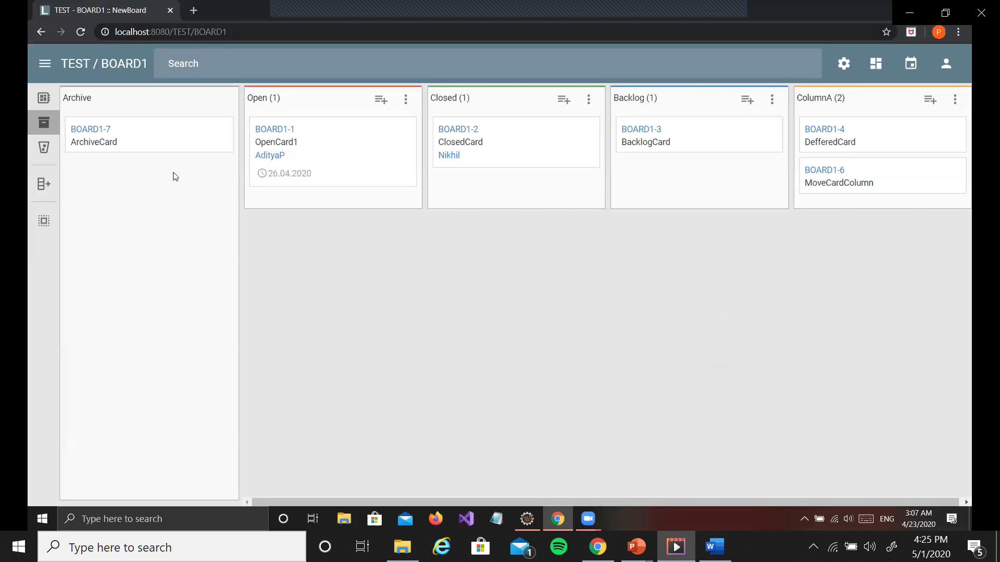 TEST - BOARD1 :: NewBoard
localhost:8080/TEST/BOARD1
P
TEST / BOARD1
Search
Archive
BOARD1-7
ArchiveCard
Open (1)
BOARD1-1
OpenCard1
AdityaP
26.04.2020
Closed (1)
BOARD1-2
ClosedCard
Nikhil
Backlog (1)
BOARD1-3
BacklogCard
ColumnA (2)
BOARD1-4
DefferedCard
BOARD1-6
MoveCardColumn
Type here to search
ENG
3:07 AM
4/23/2020
Type here to search
1
4:25 PM
5/1/2020
5